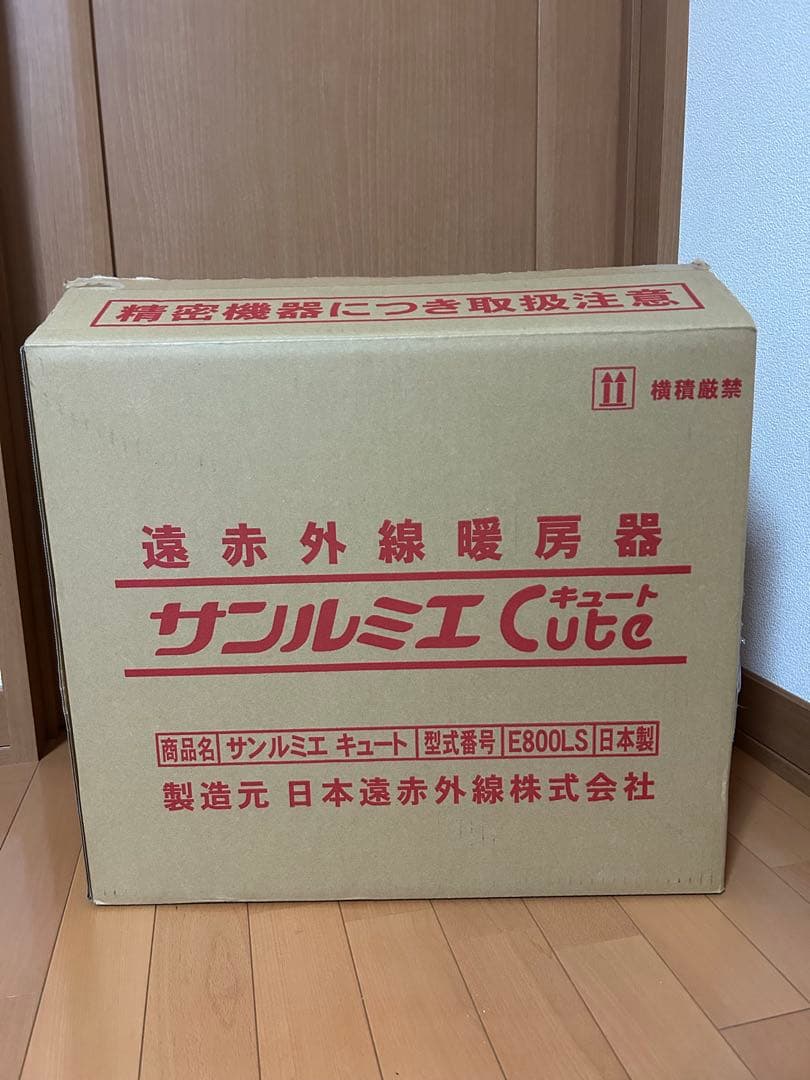 精密機器につき取扱注意
横積厳禁
遠赤外線暖房器
サンルミエ Cute キュート
商品名 サンルミエ キュート 型式番号 E800LS 日本製
製造元 日本遠赤外線株式会社